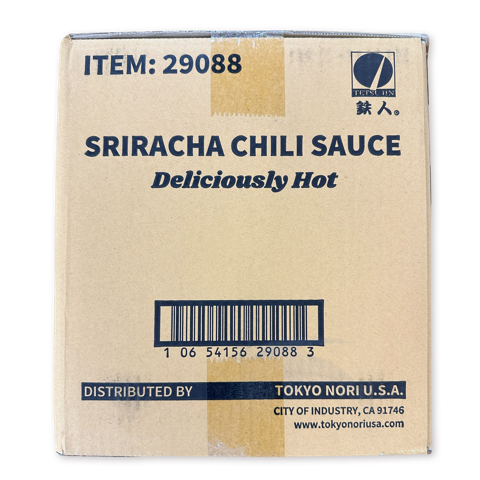 ITEM: 29088
TETSUJIN
鉄人®
SRIRACHA CHILI SAUCE
Deliciously Hot
1 06 54156 29088 3
DISTRIBUTED BY TOKYO NORI U.S.A.
CITY OF INDUSTRY, CA 91746
www.tokyonoriusa.com